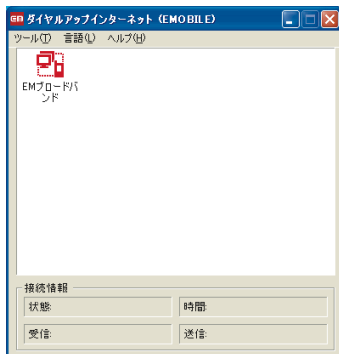 ダイヤルアップインターネット (EMOBILE)
ツール(T) 言語(L) ヘルプ(H)
EMブロードバ
ンド
接続情報
状態: 時間:
受信: 送信: